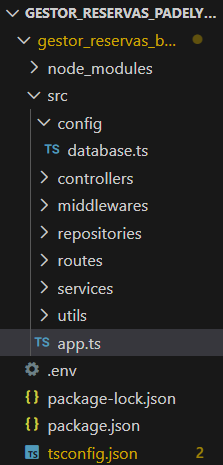 GESTOR_RESERVAS_PADELY...
gestor_reservas_b...
node_modules
src
config
TS database.ts
controllers
middlewares
repositories
routes
services
utils
TS app.ts
.env
{} package-lock.json
{} package.json
TS tsconfig.json 2